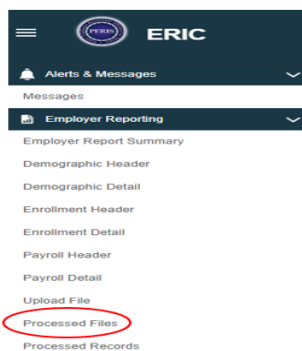 PERIS
ERIC
Alerts & Messages
Messages
Employer Reporting
Employer Report Summary
Demographic Header
Demographic Detail
Enrollment Header
Enrollment Detail
Payroll Header
Payroll Detail
Upload File
Processed Files
Processed Records